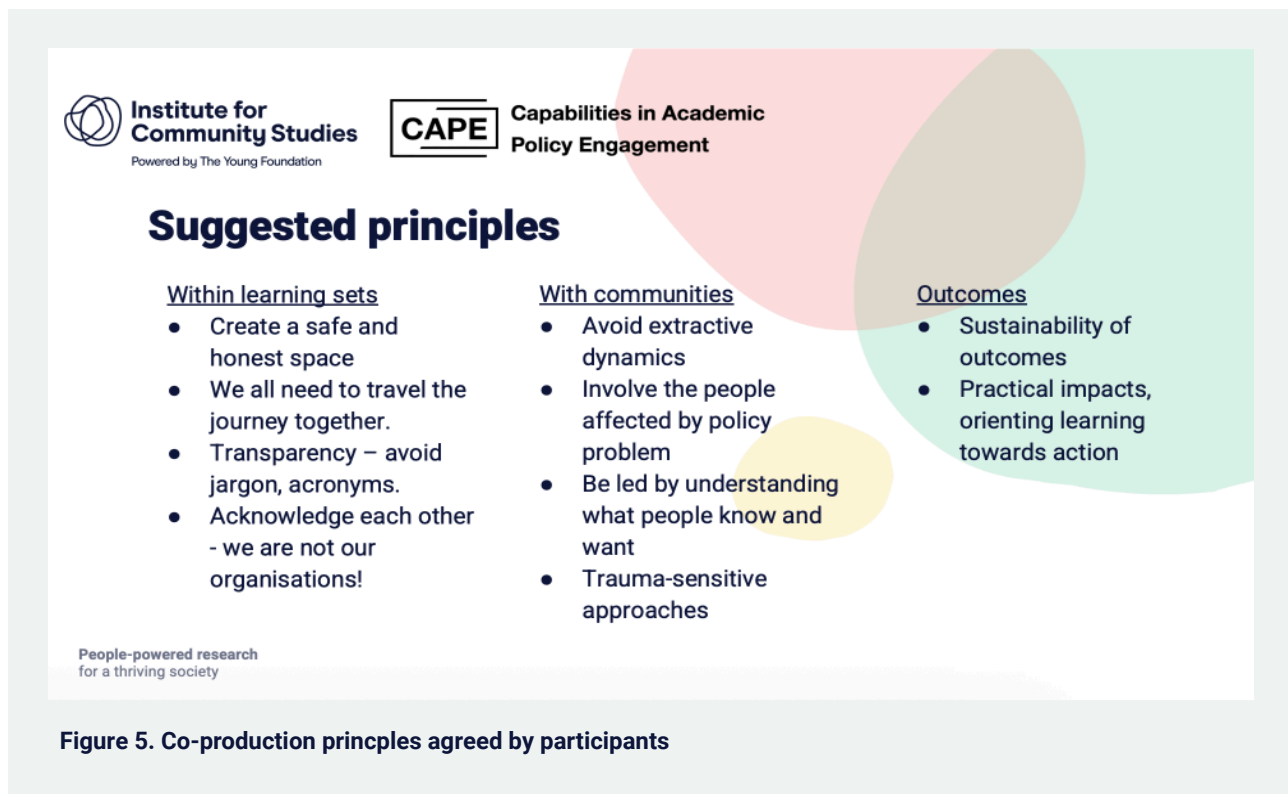 Institute for
Community Studies
Powered by The Young Foundation
CAPE
Capabilities in Academic
Policy Engagement
Suggested principles
Within learning sets
● Create a safe and
honest space
● We all need to travel the
journey together.
● Transparency – avoid
jargon, acronyms.
● Acknowledge each other
- we are not our
organisations!
With communities
● Avoid extractive
dynamics
● Involve the people
affected by policy
problem
● Be led by understanding
what people know and
want
● Trauma-sensitive
approaches
Outcomes
● Sustainability of
outcomes
● Practical impacts,
orienting learning
towards action
People-powered research
for a thriving society
Figure 5. Co-production princples agreed by participants